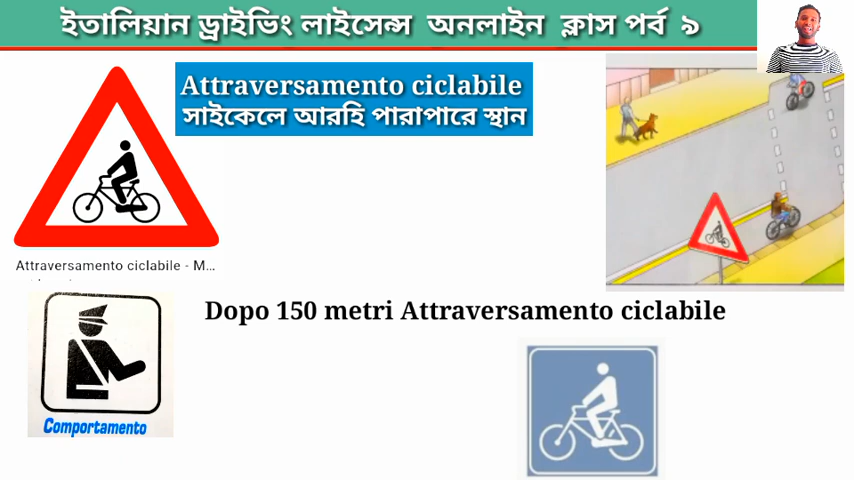 ইতালিয়ান ড্রাইভিং লাইসেন্স অনলাইন ক্লাস পর্ব ৯
Attraversamento ciclabile
সাইকেলে আরহি পারাপারে স্থান
Attraversamento ciclabile - M...
Dopo 150 metri Attraversamento ciclabile
Comportamento